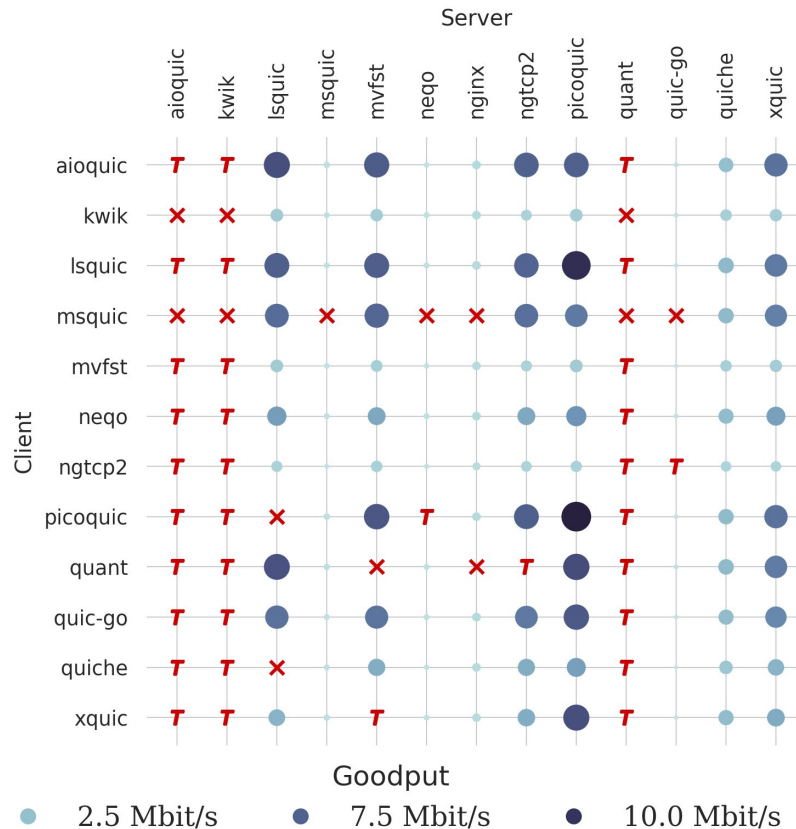 Server
aioquic kwik lsquic msquic mvfst neqo nginx ngtcp2 picoquic quant quic-go quiche xquic
Client
aioquic T T T
kwik
lsquic T T T
msquic
mvfst T T T
neqo T T T
ngtcp2 T T T T
picoquic T T T T
quant T T T T
quic-go T T T
quiche T T T
xquic T T T T
Goodput
2.5 Mbit/s 7.5 Mbit/s 10.0 Mbit/s